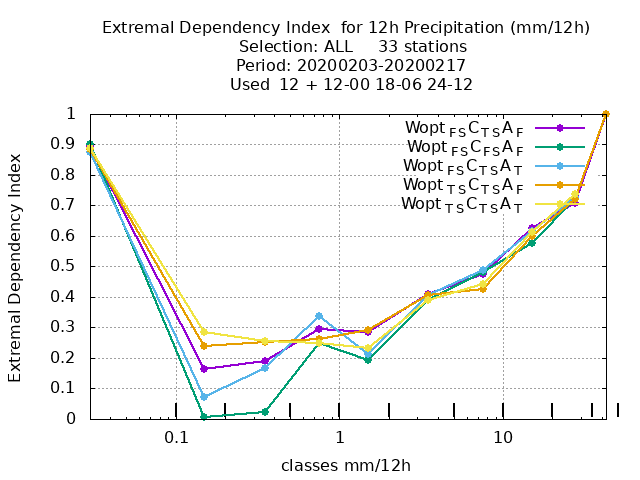 Extremal Dependency Index  for 12h Precipitation (mm/12h)
Selection: ALL     33 stations
Period: 20200203-20200217
Used  12 + 12-00 18-06 24-12
1
0.9
0.8
0.7
0.6
0.5
0.4
0.3
0.2
0.1
0
Extremal Dependency Index
Wopt FS C TS A F
Wopt FS C FS A F
Wopt FS C TS A T
Wopt TS C TS A F
Wopt TS C TS A T
0.1
1
10
classes mm/12h